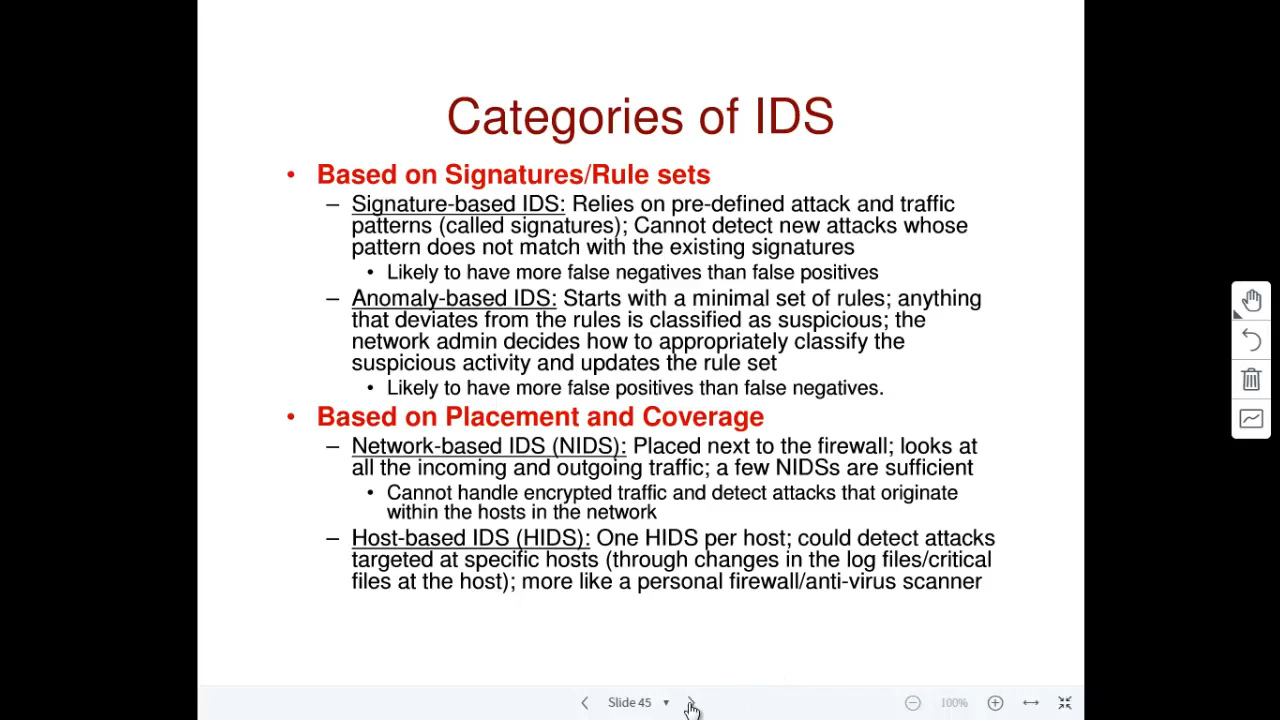 Categories of IDS
• Based on Signatures/Rule sets
– Signature-based IDS: Relies on pre-defined attack and traffic
patterns (called signatures); Cannot detect new attacks whose
pattern does not match with the existing signatures
• Likely to have more false negatives than false positives
– Anomaly-based IDS: Starts with a minimal set of rules; anything
that deviates from the rules is classified as suspicious; the
network admin decides how to appropriately classify the
suspicious activity and updates the rule set
• Likely to have more false positives than false negatives.
• Based on Placement and Coverage
– Network-based IDS (NIDS): Placed next to the firewall; looks at
all the incoming and outgoing traffic; a few NIDSs are sufficient
• Cannot handle encrypted traffic and detect attacks that originate
within the hosts in the network
– Host-based IDS (HIDS): One HIDS per host; could detect attacks
targeted at specific hosts (through changes in the log files/critical
files at the host); more like a personal firewall/anti-virus scanner
Slide 45
100%